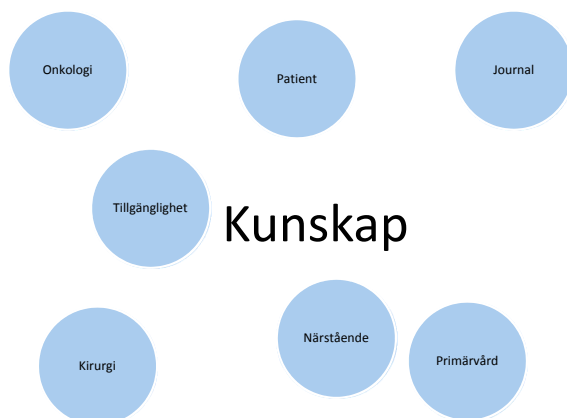 Onkologi
Patient
Journal
Tillgänglighet
Kunskap
Närstående
Primärvård
Kirurgi